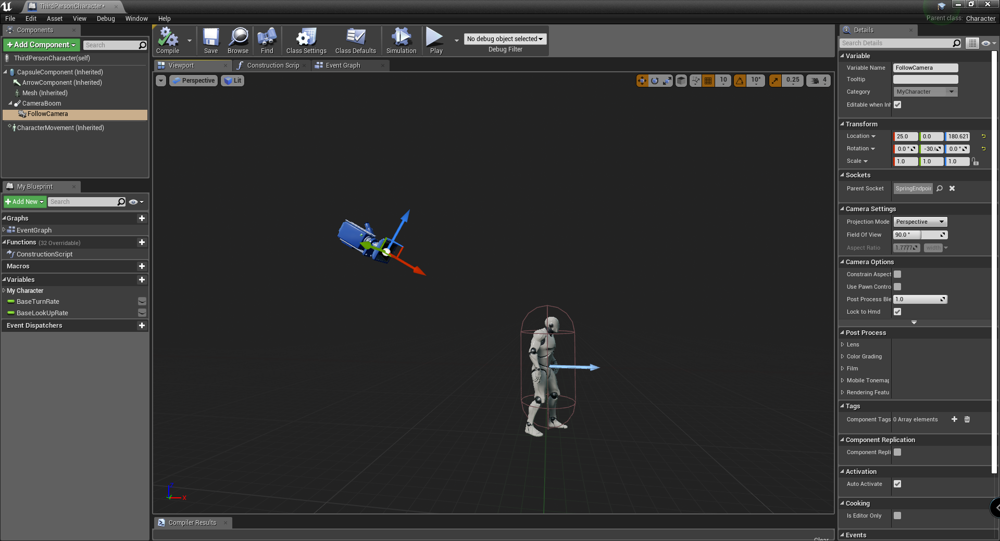 ThirdPersonCharacter*
File Edit Asset View Debug Window Help
Parent class: Character
Components
+ Add Component
Search
ThirdPersonCharacter(self)
CapsuleComponent (Inherited)
ArrowComponent (Inherited)
Mesh (Inherited)
CameraBoom
FollowCamera
CharacterMovement (Inherited)
My Blueprint
+ Add New
Search
Graphs
EventGraph
Functions (32 Overridable)
ConstructionScript
Macros
Variables
My Character
BaseTurnRate
BaseLookUpRate
Event Dispatchers
Compile
Save
Browse
Find
Class Settings
Class Defaults
Simulation
Play
No debug object selected
Debug Filter
Viewport
Construction Scrip
Event Graph
Perspective
Lit
10
10°
0.25
4
Z
X
Compiler Results
Clear
Details
Search Details
Variable
Variable Name FollowCamera
Tooltip
Category MyCharacter
Editable when Inh
Transform
Location 25.0 0.0 180.621
Rotation 0.0 ° -30.( 0.0 °
Scale 1.0 1.0 1.0
Sockets
Parent Socket SpringEndpoin
Camera Settings
Projection Mode Perspective
Field Of View 90.0 °
Aspect Ratio 1.7777 width
Camera Options
Constrain Aspect
Use Pawn Contro
Post Process Ble 1.0
Lock to Hmd
Post Process
Lens
Color Grading
Film
Mobile Tonemap
Rendering Featu
Tags
Component Tags 0 Array elements
Component Replication
Component Repli
Activation
Auto Activate
Cooking
Is Editor Only
Events